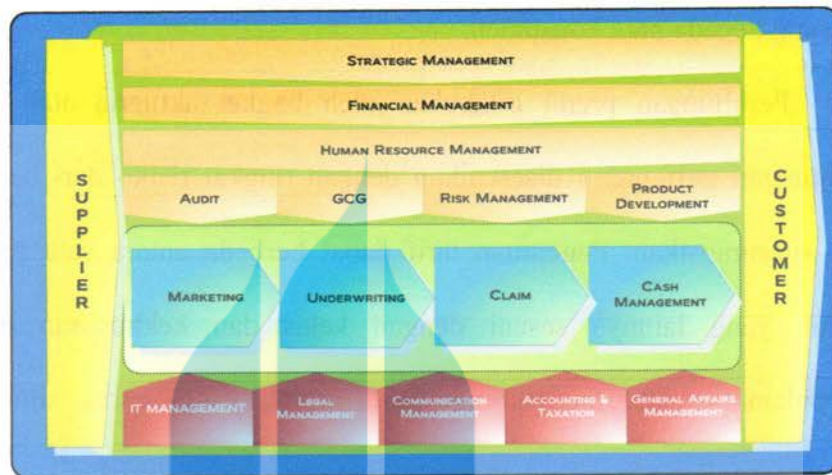 STRATEGIC MANAGEMENT
FINANCIAL MANAGEMENT
HUMAN RESOURCE MANAGEMENT
SUPPLIER
AUDIT
GCG
RISK MANAGEMENT
PRODUCT
DEVELOPMENT
CUSTOMER
MARKETING
UNDERWRITING
CLAIM
CASH
MANAGEMENT
IT MANAGEMENT
LEGAL
MANAGEMENT
COMMUNICATION
MANAGEMENT
ACCOUNTING &
TAXATION
GENERAL AFFAIRS
MANAGEMENT